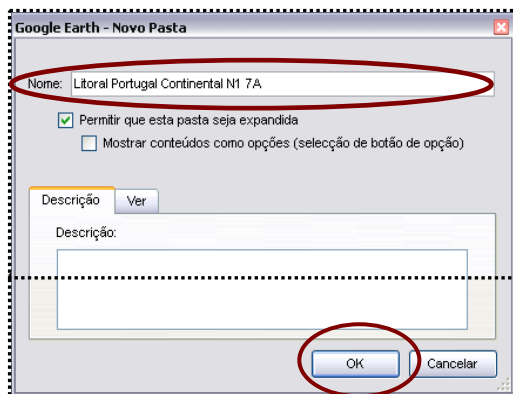 Google Earth - Novo Pasta
Nome: Litoral Portugal Continental N1 7A
Permitir que esta pasta seja expandida
Mostrar conteúdos como opções (selecção de botão de opção)
Descrição Ver
Descrição:
OK Cancelar